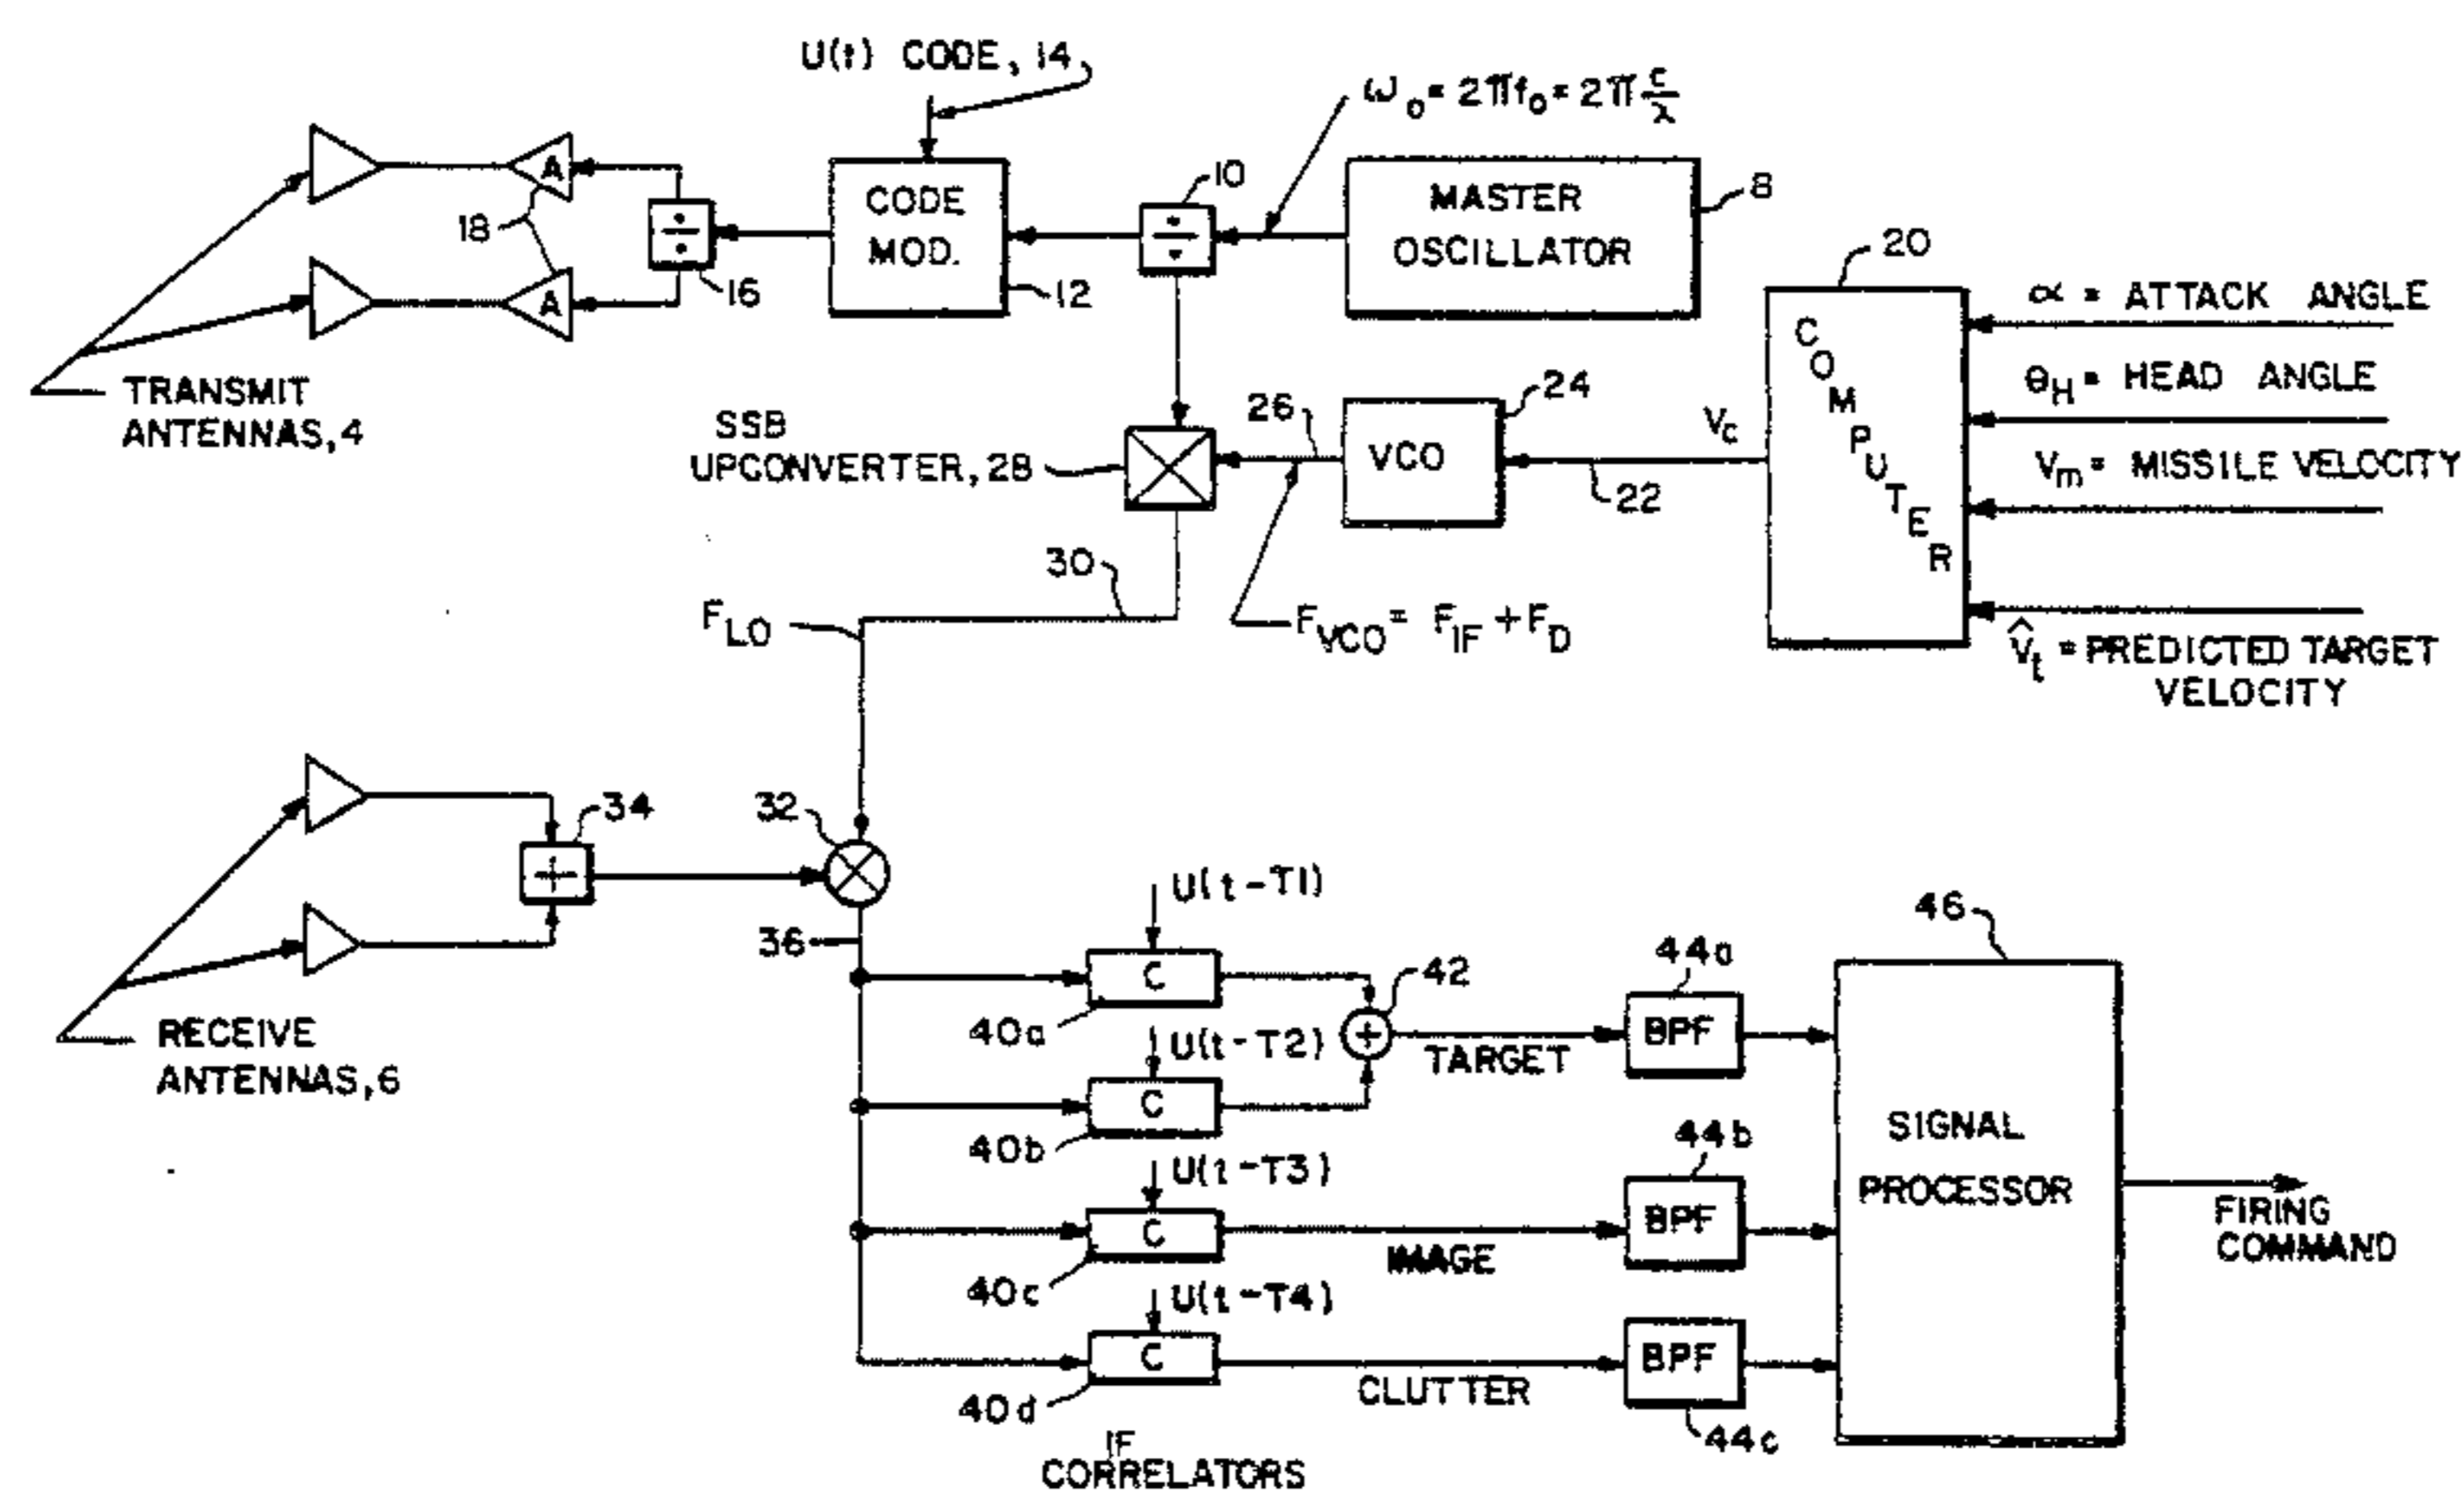 U(t) CODE, 14
ω₀ = 2πf₀ = 2π c/λ
CODE
MOD.
12
10
MASTER
OSCILLATOR
8
A
A
18
÷
16
÷
TRANSMIT
ANTENNAS, 4
20
COMPUTER
α = ATTACK ANGLE
θH = HEAD ANGLE
Vm = MISSILE VELOCITY
V̂t = PREDICTED TARGET
VELOCITY
SSB
UPCONVERTER, 28
26
VCO
24
Vc
22
30
FLO
FVCO = FIF + FD
RECEIVE
ANTENNAS, 6
+
34
32
36
U(t-T1)
C
40a
U(t-T2)
C
40b
U(t-T3)
C
40c
U(t-T4)
C
40d
IF
CORRELATORS
+
42
TARGET
IMAGE
CLUTTER
44a
BPF
44b
BPF
BPF
44c
46
SIGNAL
PROCESSOR
FIRING
COMMAND